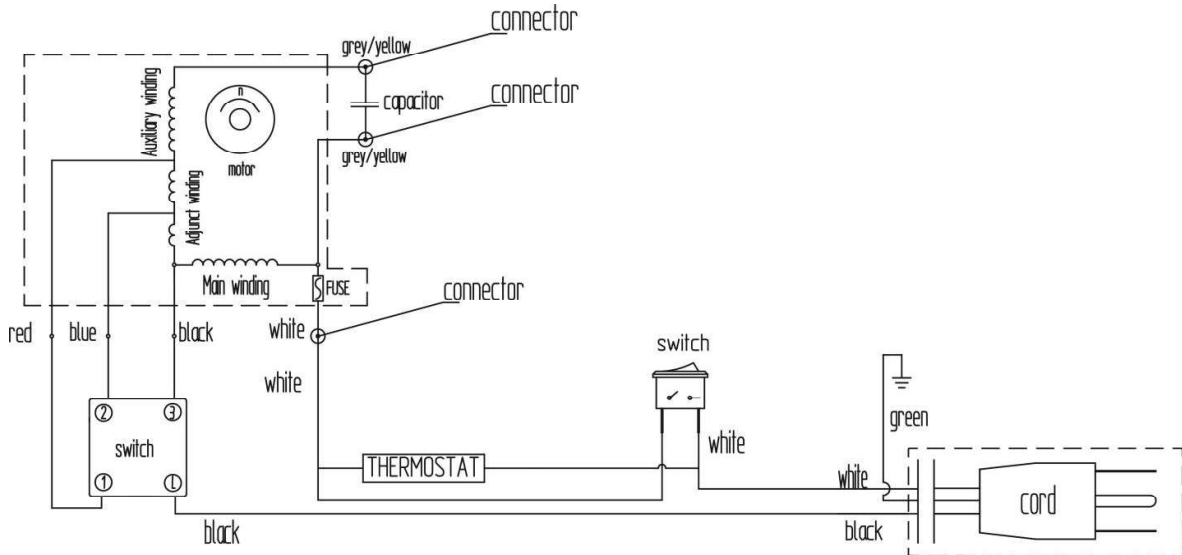 connector
grey/yellow
connector
capacitor
grey/yellow
Auxiliary winding
n
motor
Adjunct winding
Main winding
FUSE
connector
red
blue
black
white
white
switch
2
3
switch
1
L
THERMOSTAT
white
green
white
cord
black
black